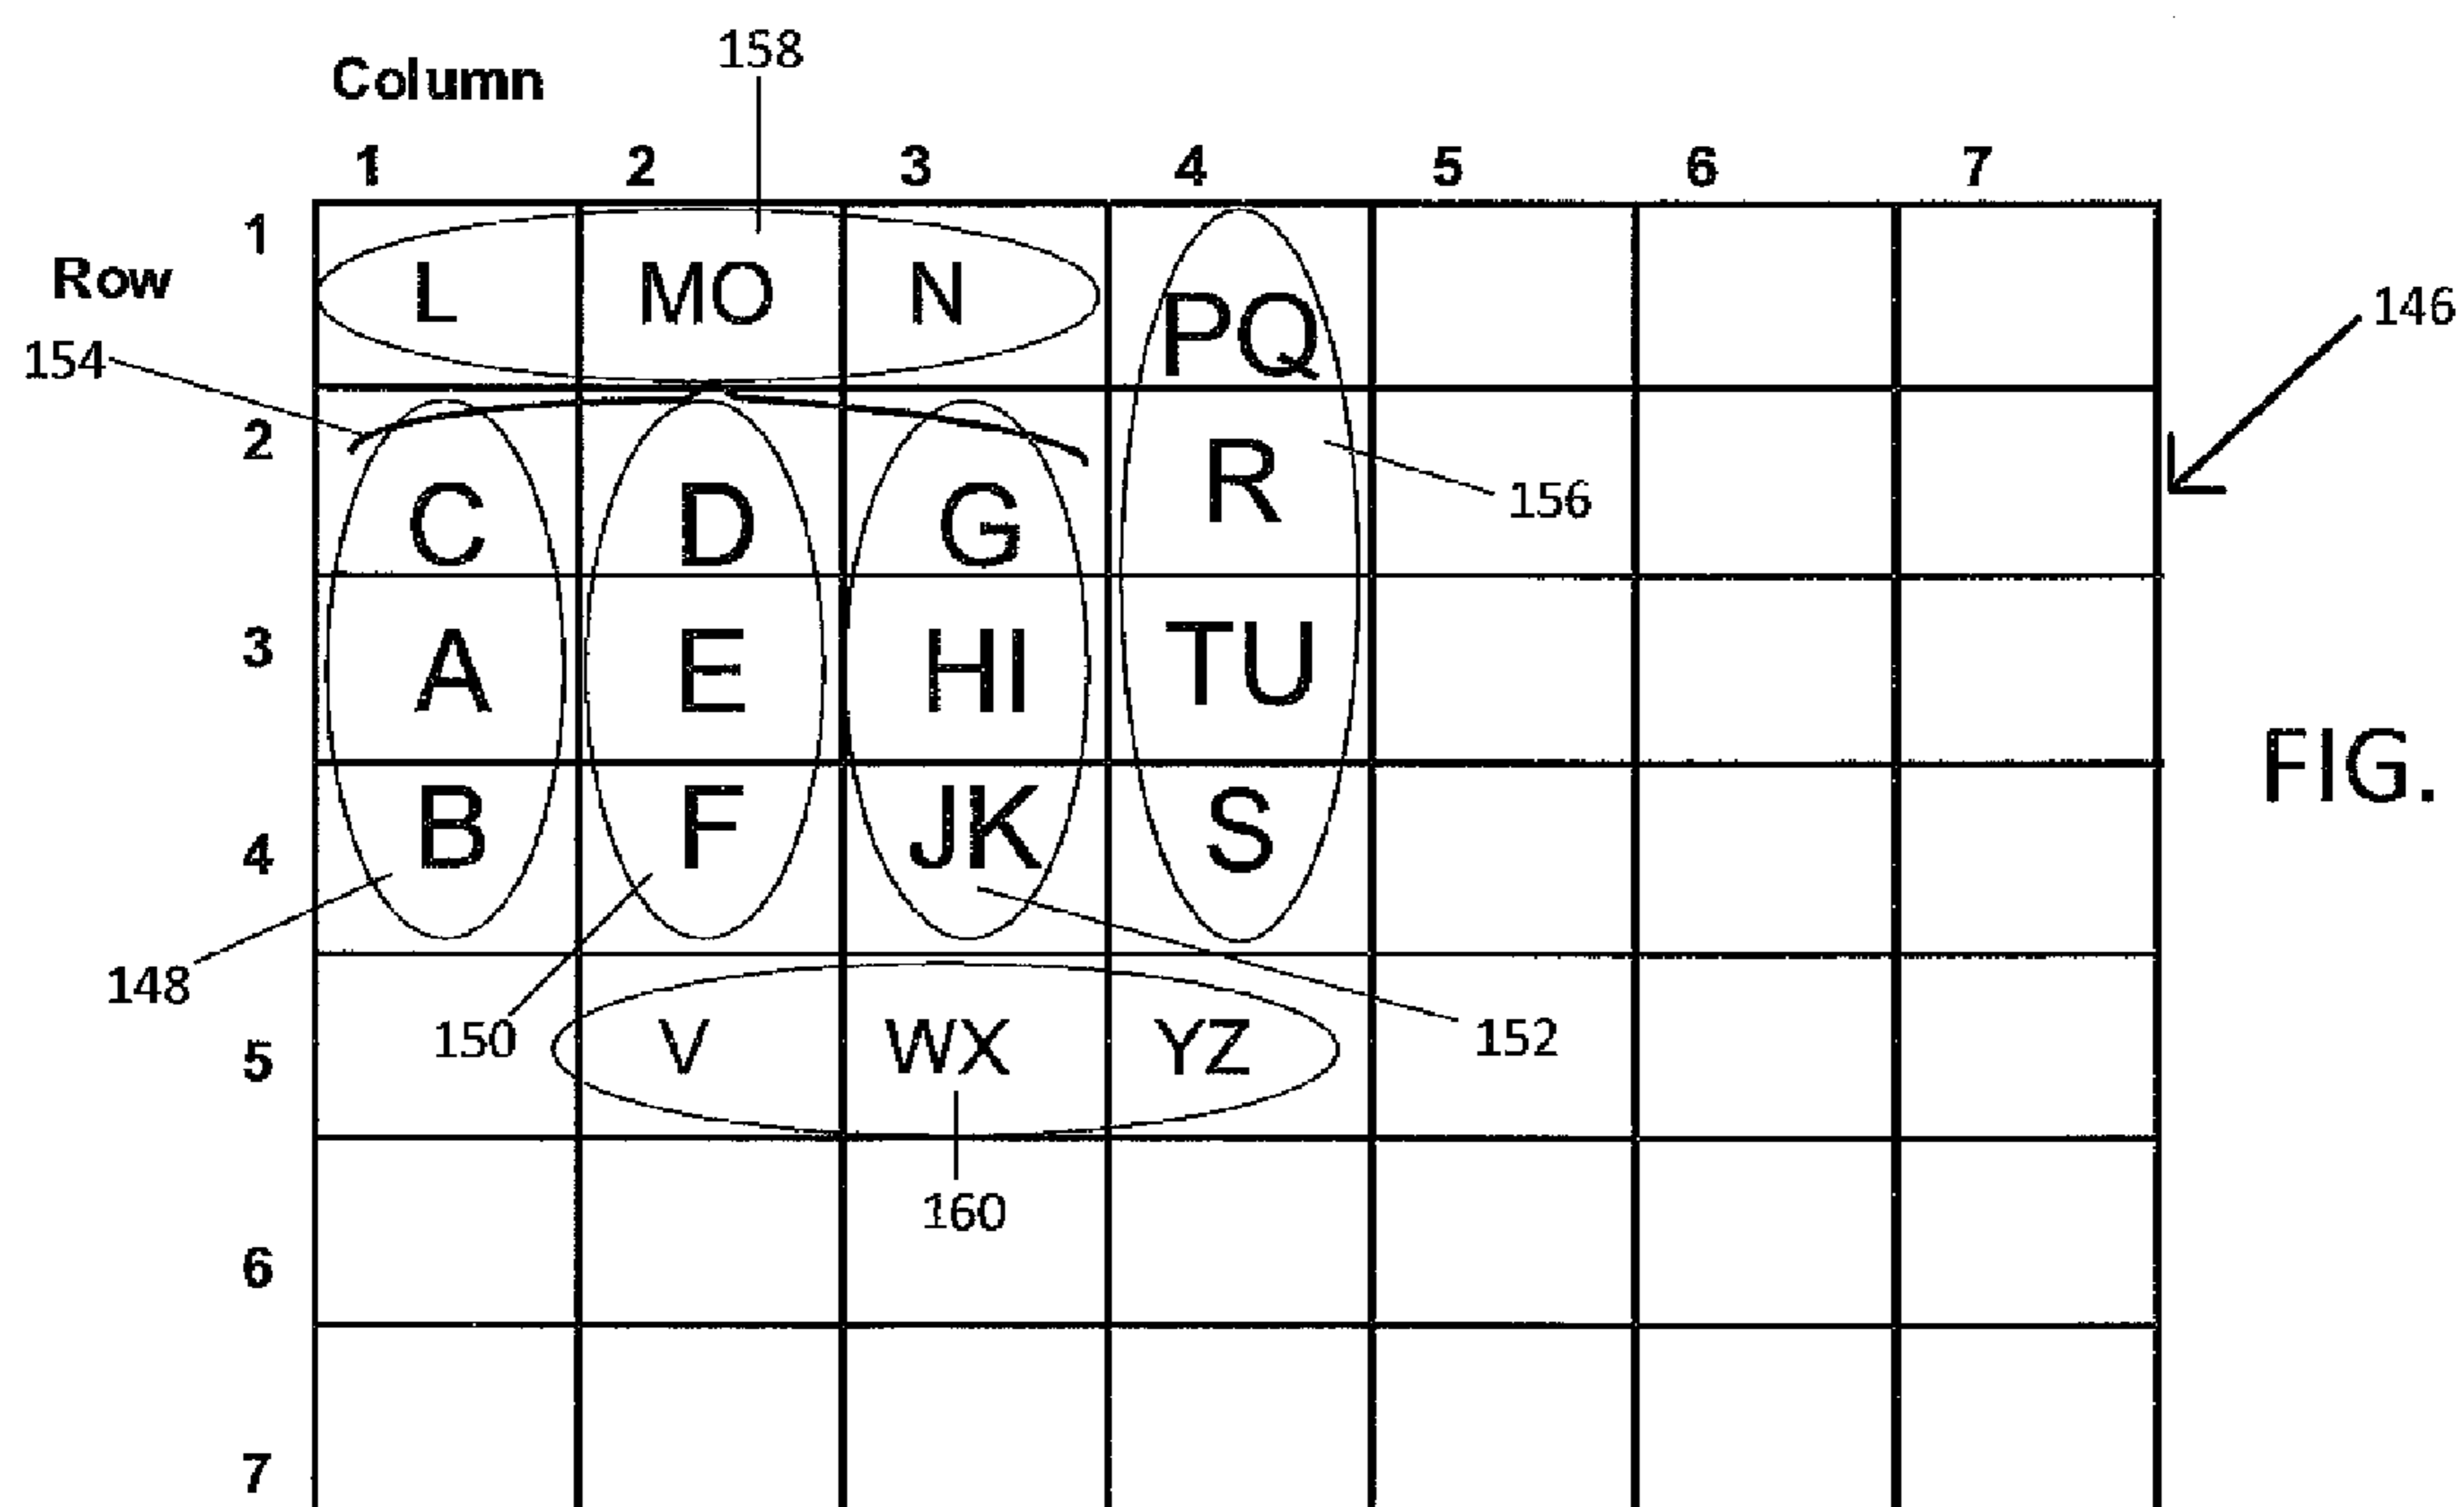 158
Column
1 2 3 4 5 6 7
1
Row
L MO N PQ
146
154
2
C D G R
156
3
A E HI TU
FIG.
4
B F JK S
148
150
152
5
V WX YZ
160
6
7